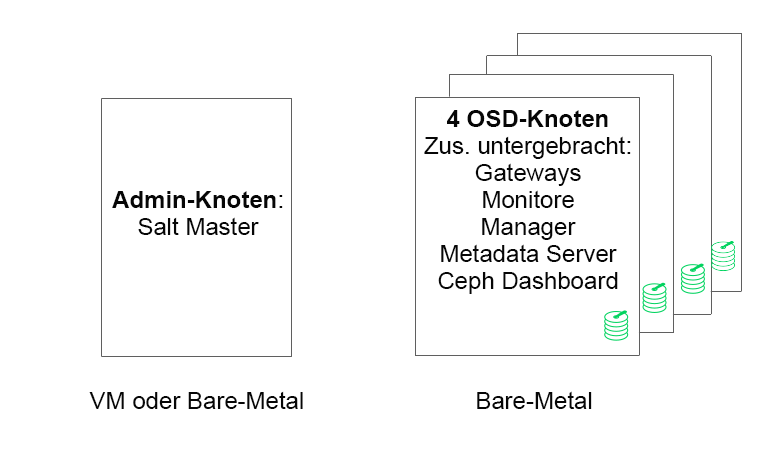 Admin-Knoten:
Salt Master
VM oder Bare-Metal
4 OSD-Knoten
Zus. untergebracht:
Gateways
Monitore
Manager
Metadata Server
Ceph Dashboard
Bare-Metal